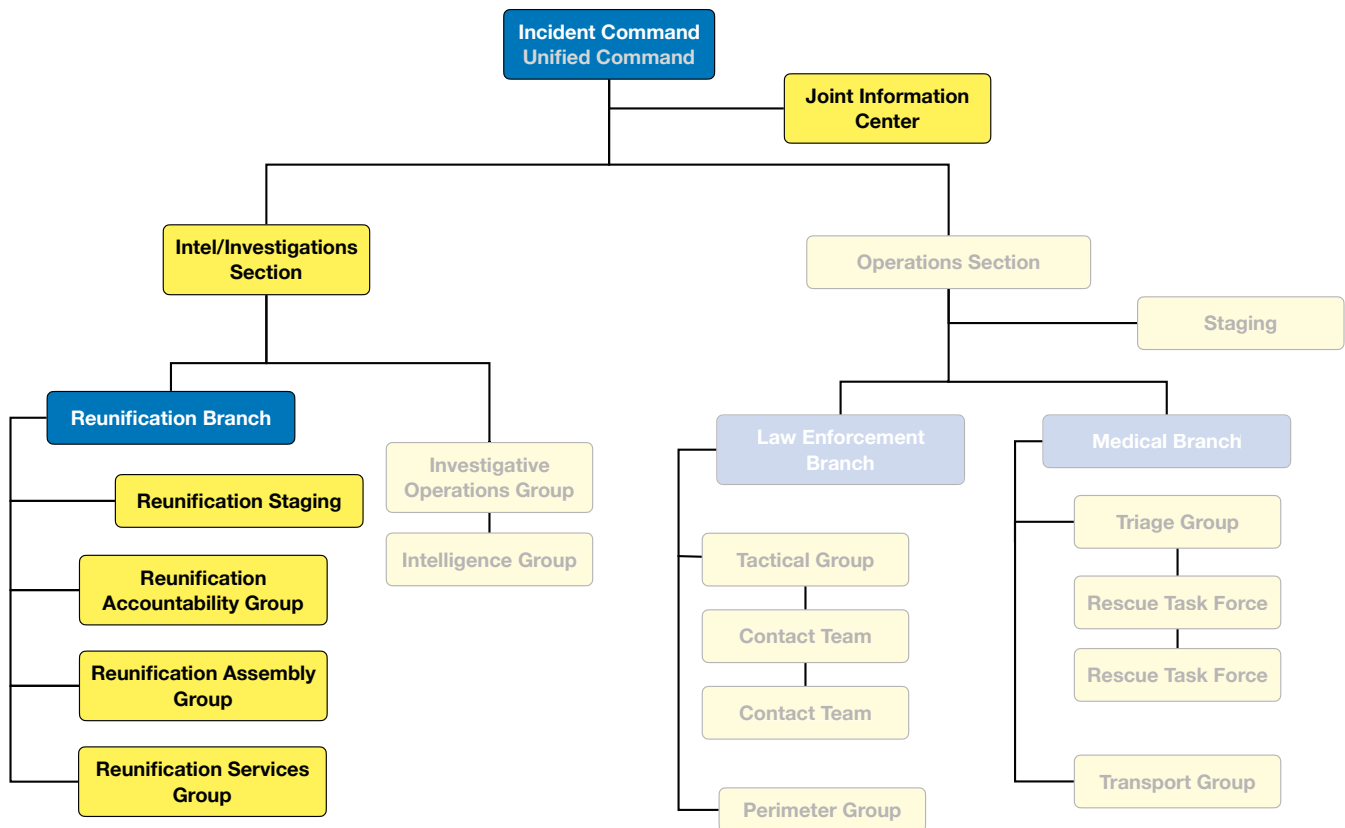 Incident Command
Unified Command
Joint Information
Center
Intel/Investigations
Section
Operations Section
Staging
Reunification Branch
Law Enforcement
Branch
Medical Branch
Investigative
Operations Group
Reunification Staging
Triage Group
Intelligence Group
Tactical Group
Reunification
Accountability Group
Rescue Task Force
Contact Team
Reunification Assembly
Group
Rescue Task Force
Contact Team
Reunification Services
Group
Transport Group
Perimeter Group